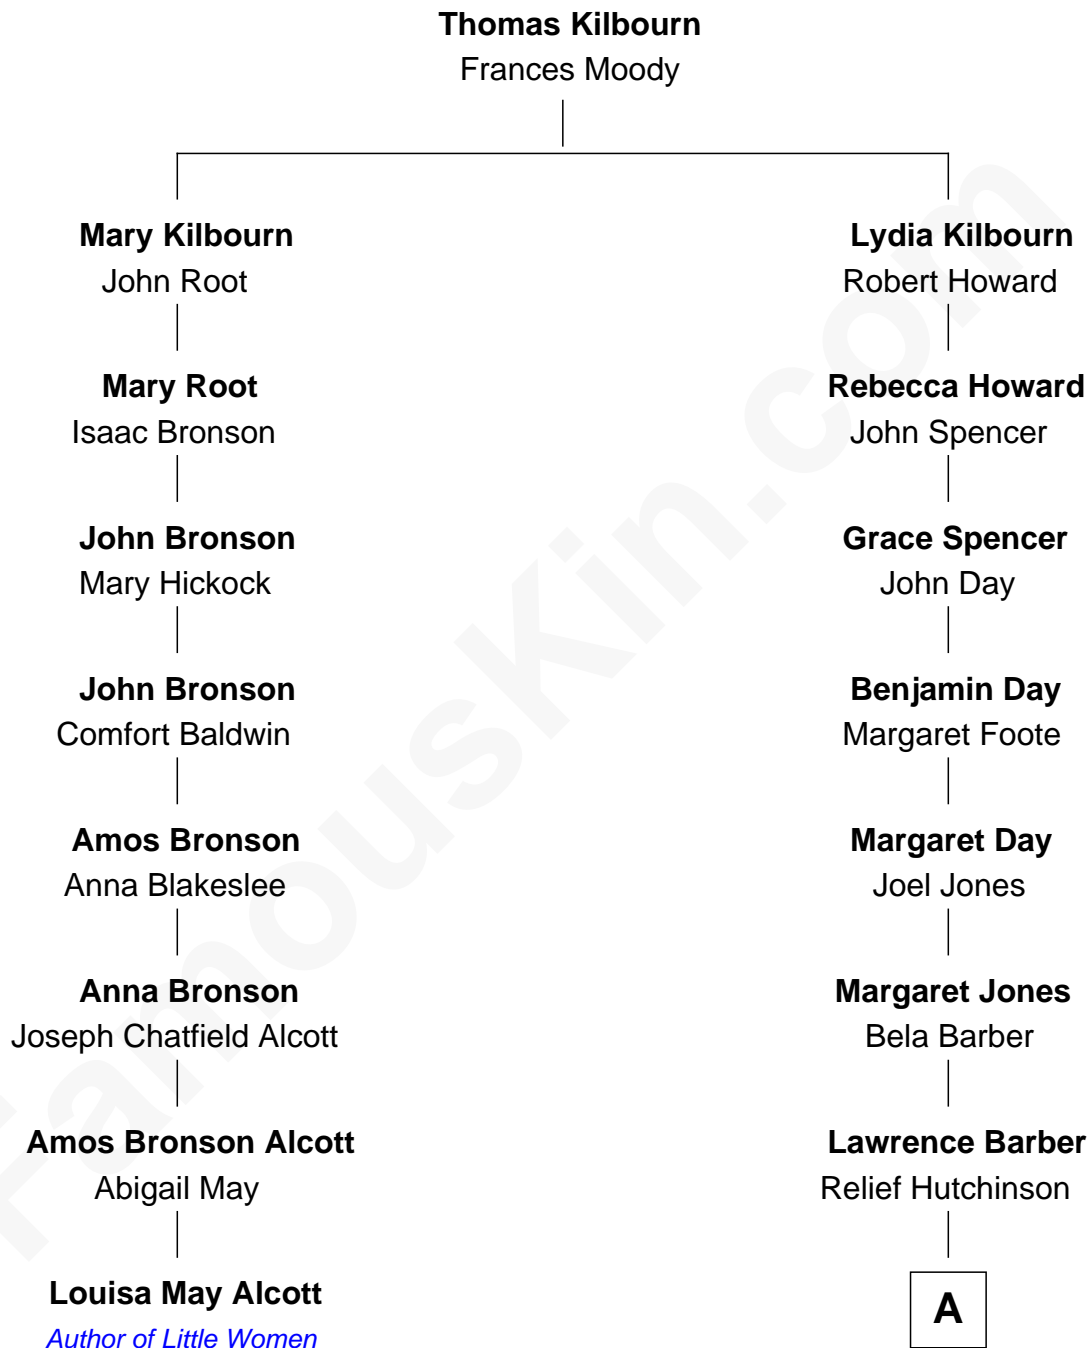 Thomas Kilbourn
Frances Moody
Mary Kilbourn
John Root
Mary Root
Isaac Bronson
John Bronson
Mary Hickock
John Bronson
Comfort Baldwin
Amos Bronson
Anna Blakeslee
Anna Bronson
Joseph Chatfield Alcott
Amos Bronson Alcott
Abigail May
Louisa May Alcott
Author of Little Women
Lydia Kilbourn
Robert Howard
Rebecca Howard
John Spencer
Grace Spencer
John Day
Benjamin Day
Margaret Foote
Margaret Day
Joel Jones
Margaret Jones
Bela Barber
Lawrence Barber
Relief Hutchinson
A
FamousKin.com